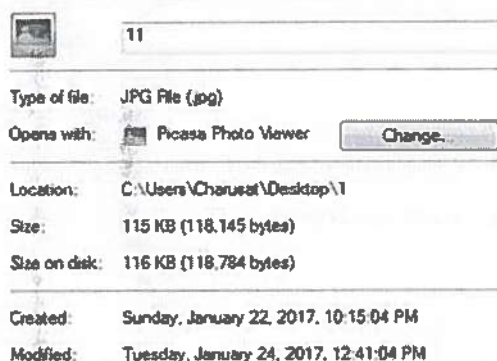 11
Type of file: JPG File (.jpg)
Opens with: Picasa Photo Viewer Change...
Location: C:\Users\Charusat\Desktop\1
Size: 115 KB (118,145 bytes)
Size on disk: 116 KB (118,784 bytes)
Created: Sunday, January 22, 2017, 10:15:04 PM
Modified: Tuesday, January 24, 2017, 12:41:04 PM